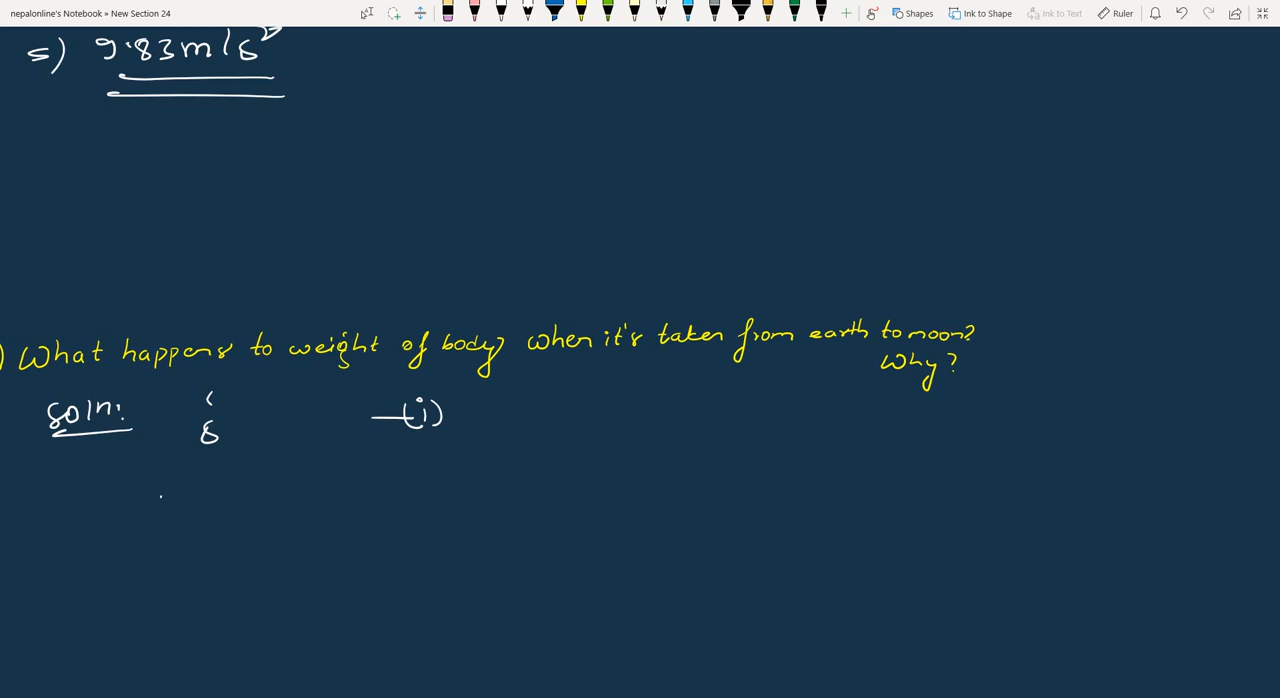 nepalonline's Notebook » New Section 24
Shapes Ink to Shape Ink to Text Ruler
5) 9.83m/s²
) What happens to weight of body when it's taken from earth to moon?
Why?
Soln:
—(i)